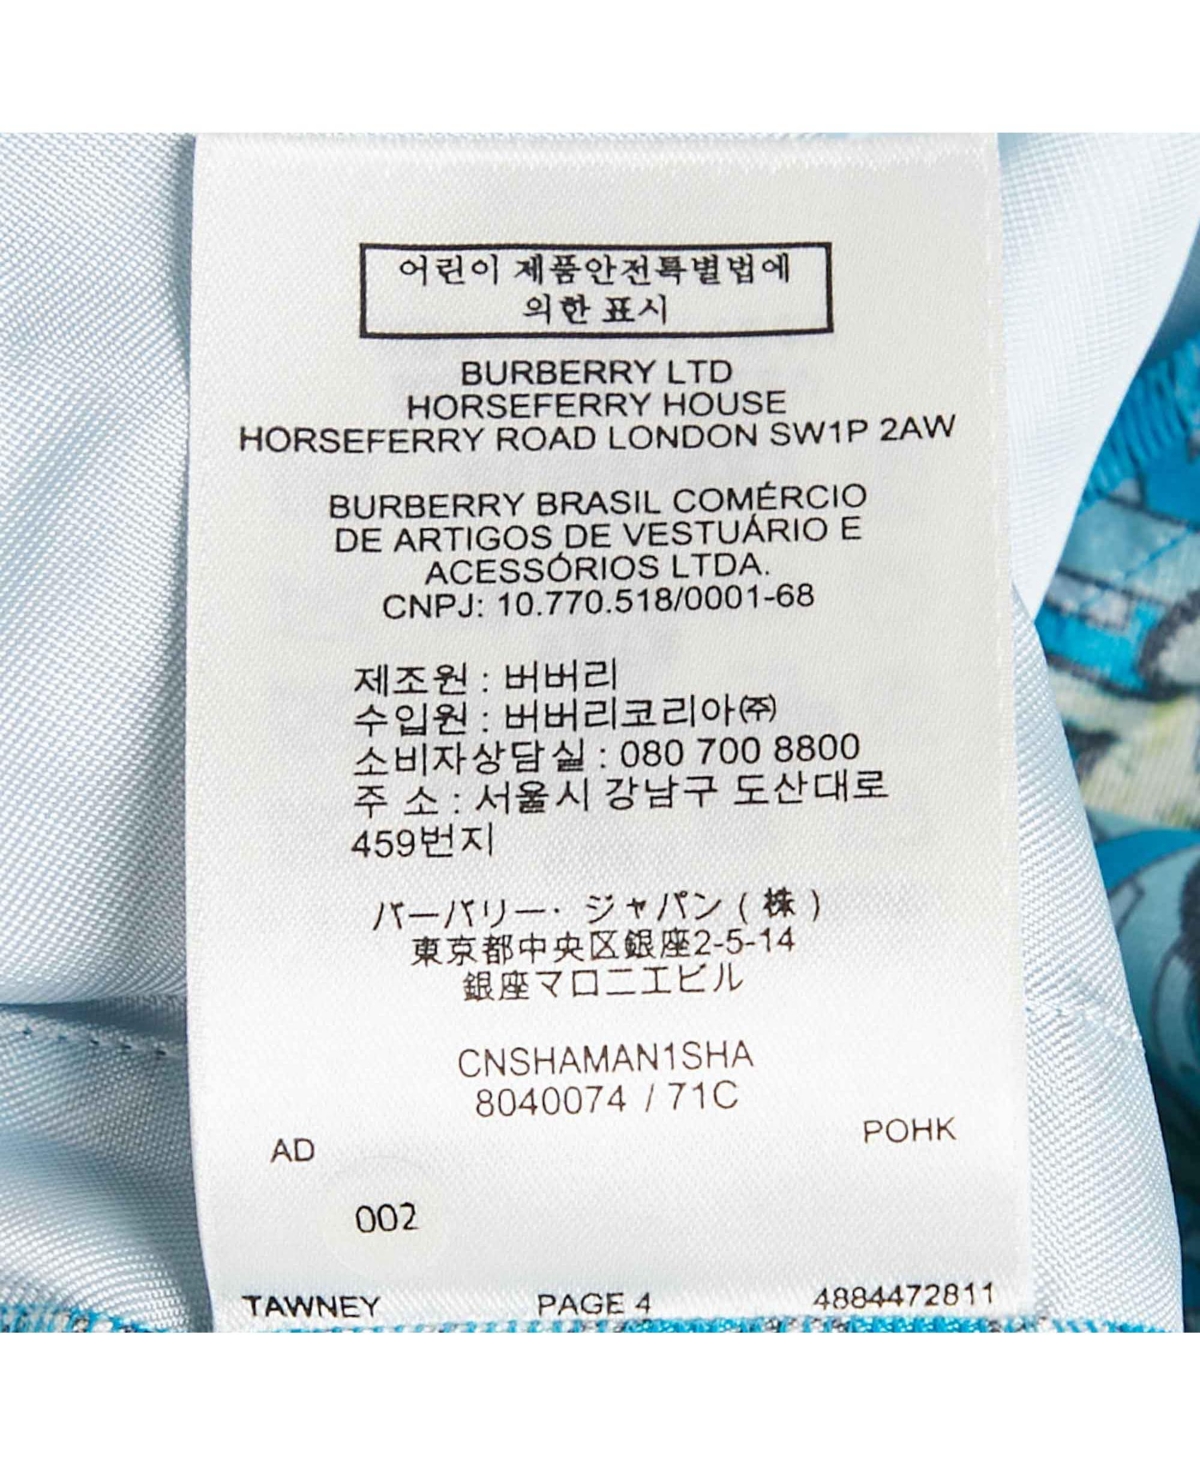 어린이 제품안전특별법에
의한 표시
BURBERRY LTD
HORSEFERRY HOUSE
HORSEFERRY ROAD LONDON SW1P 2AW
BURBERRY BRASIL COMÉRCIO
DE ARTIGOS DE VESTUÁRIO E
ACESSÓRIOS LTDA.
CNPJ: 10.770.518/0001-68
제조원 : 버버리
수입원 : 버버리코리아㈜
소비자상담실 : 080 700 8800
주 소 : 서울시 강남구 도산대로
459번지
バーバリー・ジャパン ( 株 )
東京都中央区銀座2-5-14
銀座マロニエビル
CNSHAMAN1SHA
8040074 / 71C
AD POHK
002
TAWNEY PAGE 4 4884472811